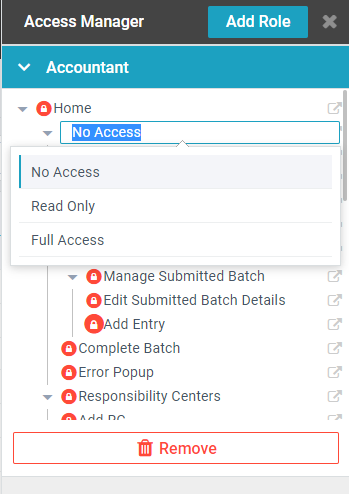 Access Manager Add Role
Accountant
Home
No Access
No Access
Read Only
Full Access
Manage Submitted Batch
Edit Submitted Batch Details
Add Entry
Complete Batch
Error Popup
Responsibility Centers
Add RC
Remove